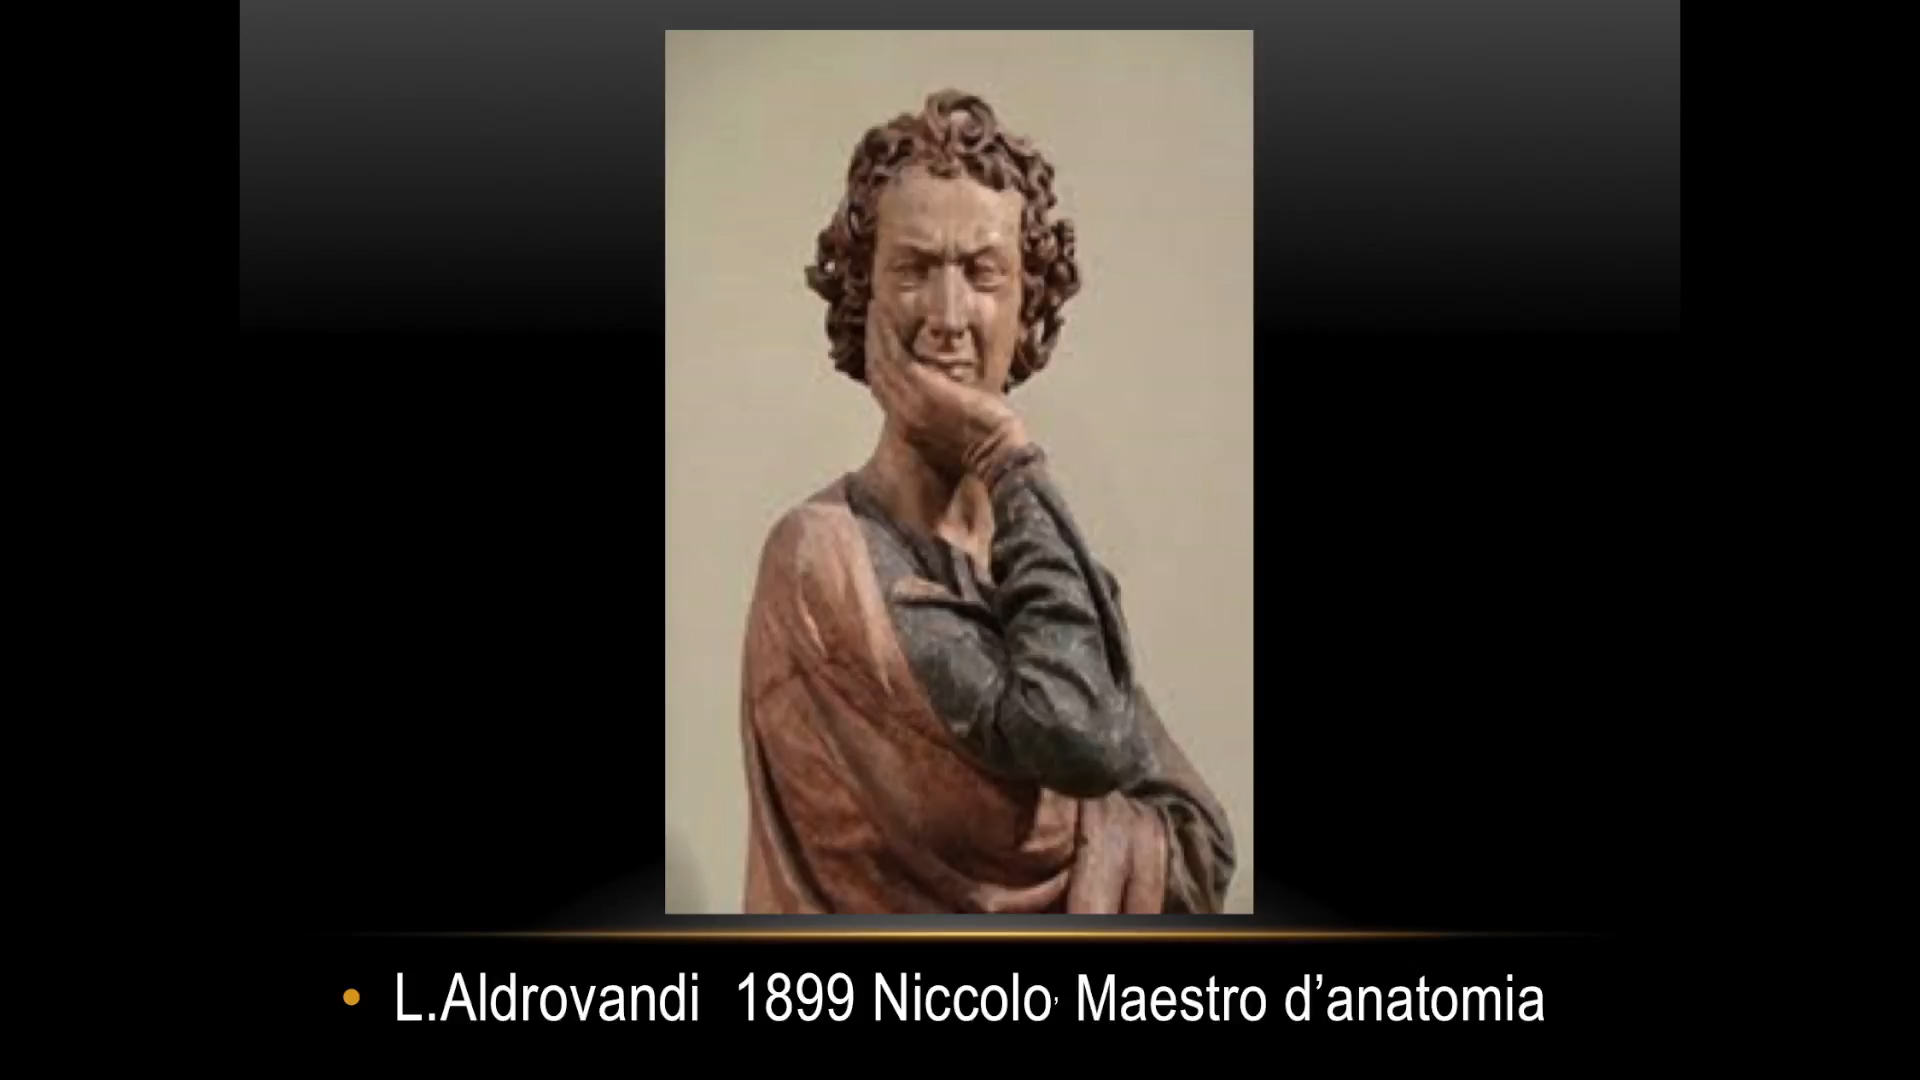 • L.Aldrovandi  1899 Niccolo, Maestro d’anatomia